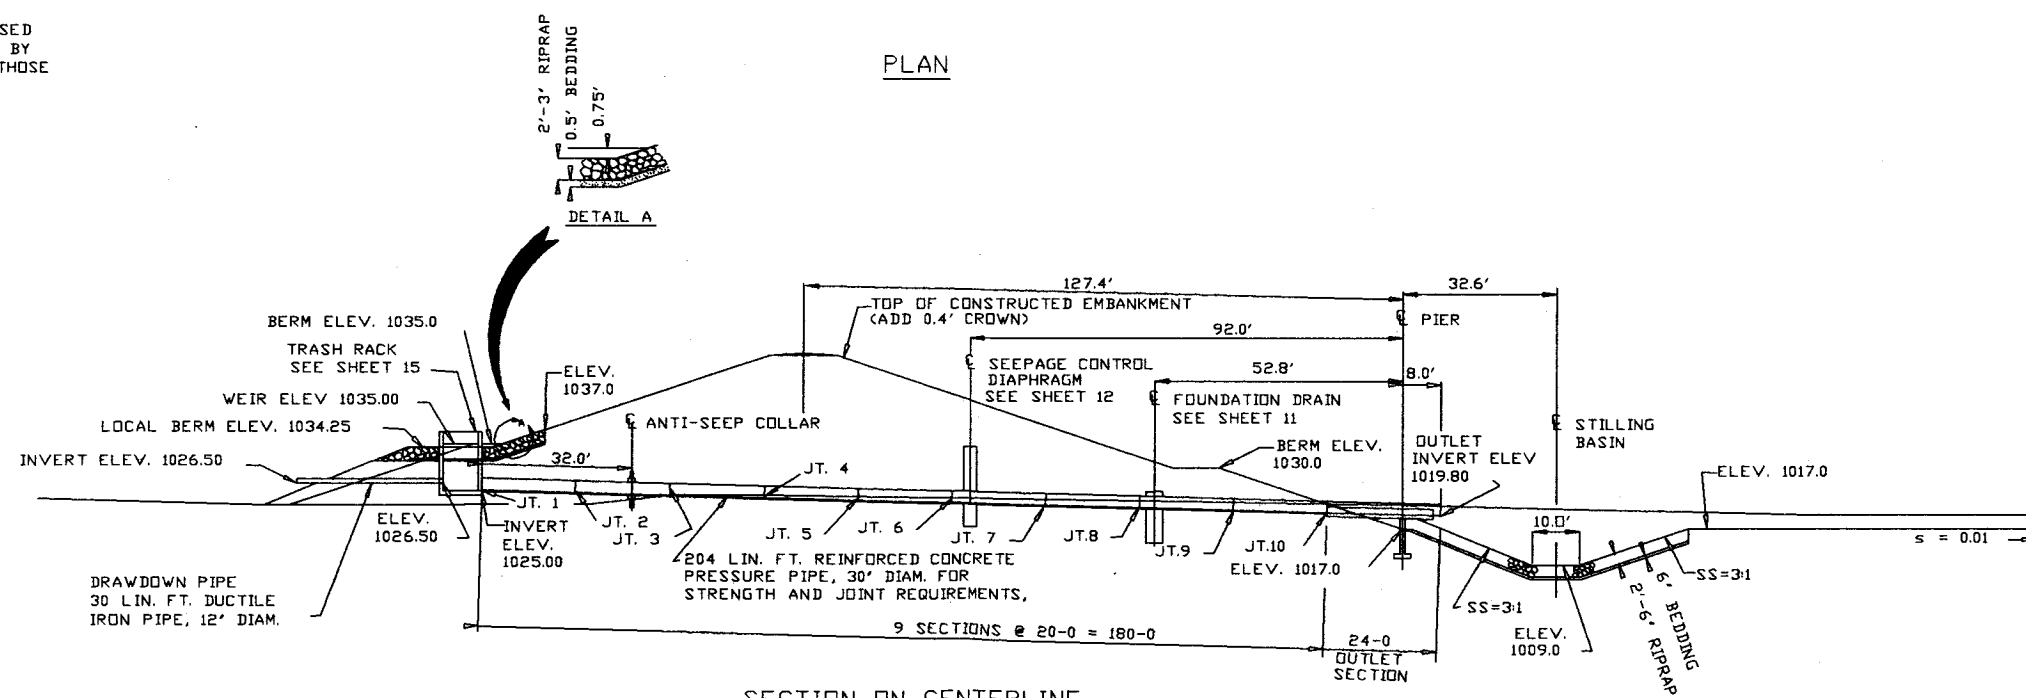 SED
BY
THOSE
PLAN
2'-3' RIPRAP
0.5' BEDDING
0.75'
DETAIL A
127.4'
32.6'
TOP OF CONSTRUCTED EMBANKMENT
(ADD 0.4' CROWN)
℄ PIER
92.0'
BERM ELEV. 1035.0
TRASH RACK
SEE SHEET 15
WEIR ELEV 1035.00
LOCAL BERM ELEV. 1034.25
INVERT ELEV. 1026.50
ELEV.
1037.0
A
℄ ANTI-SEEP COLLAR
32.0'
℄ SEEPAGE CONTROL
DIAPHRAGM
SEE SHEET 12
52.8'
8.0'
℄ FOUNDATION DRAIN
SEE SHEET 11
BERM ELEV.
1030.0
OUTLET
INVERT ELEV
1019.80
℄ STILLING
BASIN
ELEV. 1017.0
JT. 1
JT. 2
JT. 3
JT. 4
JT. 5
JT. 6
JT. 7
JT.8
JT.9
JT.10
ELEV.
1026.50
INVERT
ELEV.
1025.00
ELEV. 1017.0
10.0'
S = 0.01
SS=3:1
SS=3:1
6' BEDDING
2'-6' RIPRAP
ELEV.
1009.0
204 LIN. FT. REINFORCED CONCRETE
PRESSURE PIPE, 30' DIAM. FOR
STRENGTH AND JOINT REQUIREMENTS,
DRAWDOWN PIPE
30 LIN. FT. DUCTILE
IRON PIPE, 12' DIAM.
9 SECTIONS @ 20-0 = 180-0
24-0
OUTLET
SECTION
SECTION ON CENTERLINE